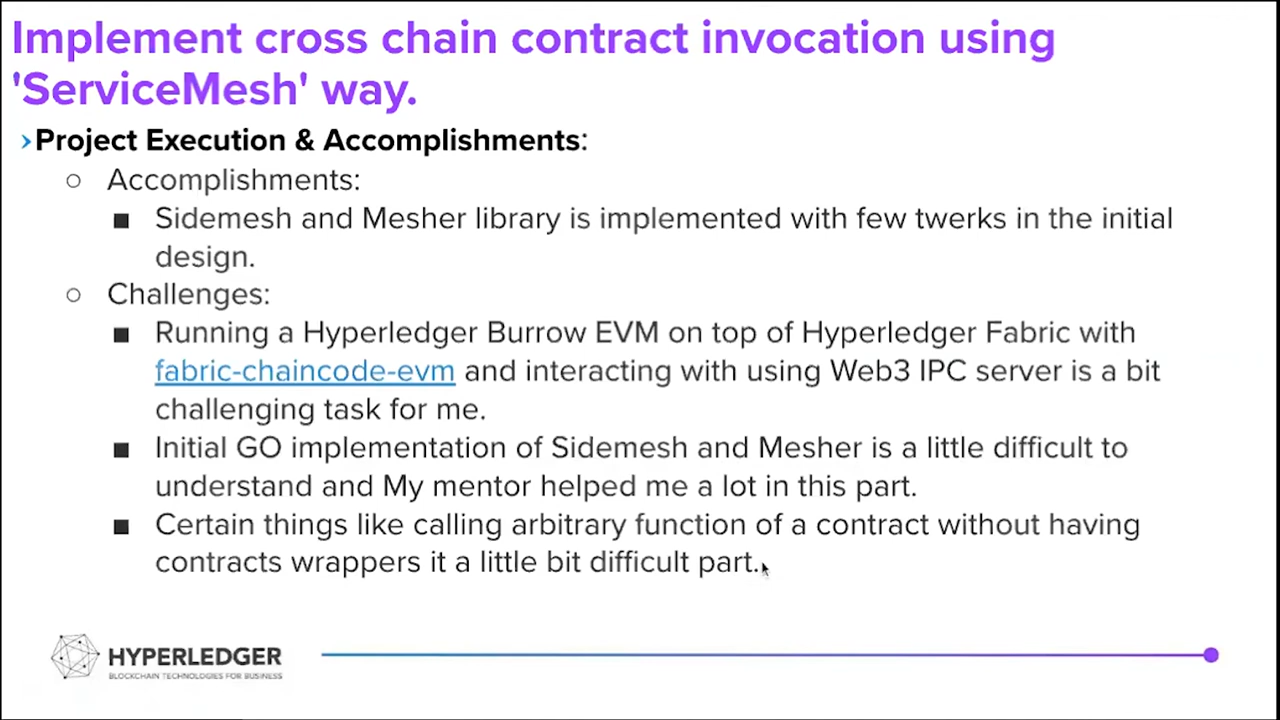 Implement cross chain contract invocation using
'ServiceMesh' way.
›Project Execution & Accomplishments:
○ Accomplishments:
■ Sidemesh and Mesher library is implemented with few twerks in the initial
design.
○ Challenges:
■ Running a Hyperledger Burrow EVM on top of Hyperledger Fabric with
fabric-chaincode-evm and interacting with using Web3 IPC server is a bit
challenging task for me.
■ Initial GO implementation of Sidemesh and Mesher is a little difficult to
understand and My mentor helped me a lot in this part.
■ Certain things like calling arbitrary function of a contract without having
contracts wrappers it a little bit difficult part.
HYPERLEDGER
BLOCKCHAIN TECHNOLOGIES FOR BUSINESS